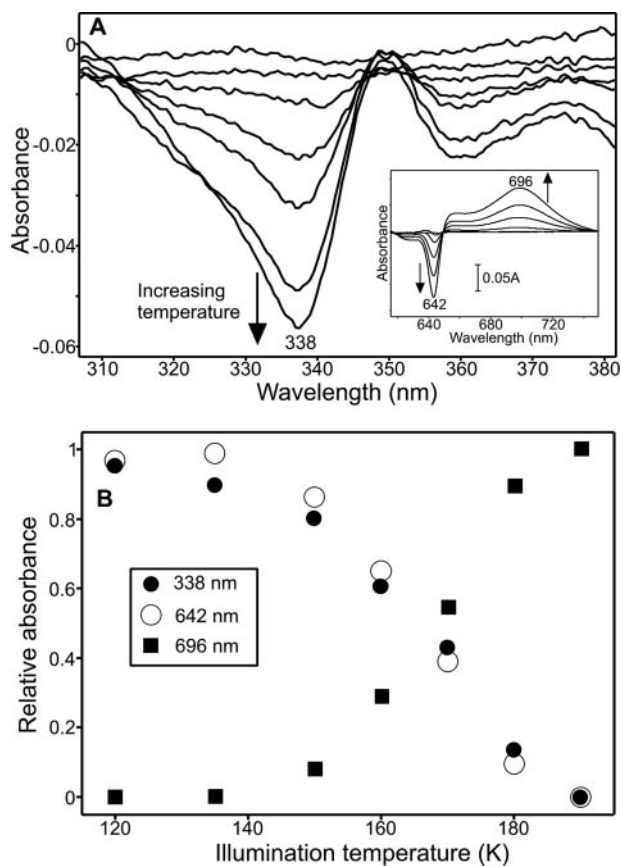 A
0
-0.02
-0.04
-0.06
Absorbance
Increasing
temperature
338
310 320 330 340 350 360 370 380
Wavelength (nm)
696
Absorbance
0.05A
642
640 680 720
Wavelength (nm)
B
1
0.8
0.6
0.4
0.2
0
Relative absorbance
338 nm
642 nm
696 nm
120 140 160 180
Illumination temperature (K)